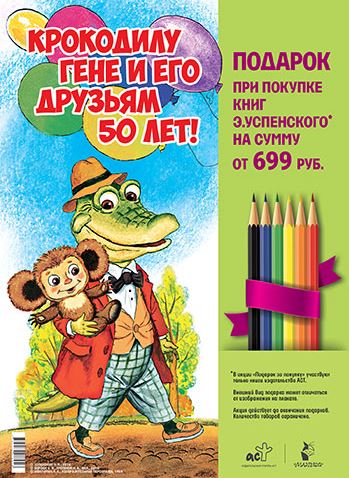 КРОКОДИЛУ
ГЕНЕ И ЕГО
ДРУЗЬЯМ
50 ЛЕТ!
ПОДАРОК
ПРИ ПОКУПКЕ
КНИГ
Э.УСПЕНСКОГО*
НА СУММУ
ОТ 699 РУБ.
*В акции «Подарок за покупку» участвуют
только книги издательства АСТ.
Внешний вид подарка может отличаться
от изображения на плакате.
Акция действует до окончания подарков.
Количество товаров ограничено.
аст